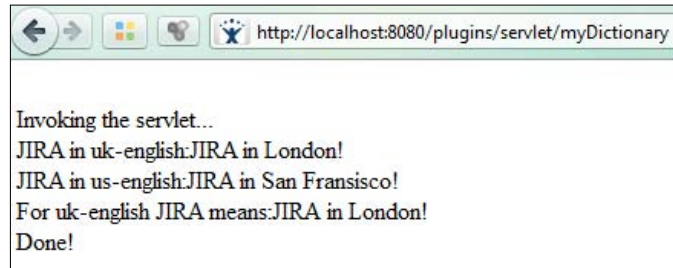 http://localhost:8080/plugins/servlet/myDictionary
Invoking the servlet...
JIRA in uk-english:JIRA in London!
JIRA in us-english:JIRA in San Fransisco!
For uk-english JIRA means:JIRA in London!
Done!